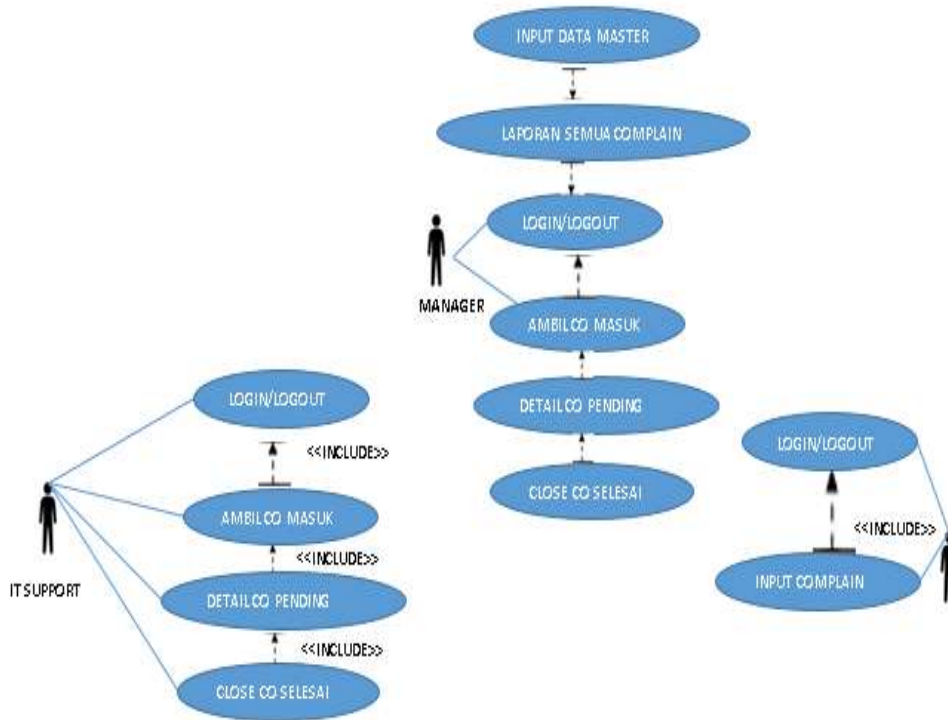 INPUT DATA MASTER
LAPORAN SEMUA COMPLAIN
LOGIN/LOGOUT
MANAGER
AMBIL CO MASUK
DETAIL CO PENDING
CLOSE CO SELESAI
LOGIN/LOGOUT
<<INCLUDE>>
AMBIL CO MASUK
<<INCLUDE>>
IT SUPPORT
DETAIL CO PENDING
<<INCLUDE>>
CLOSE CO SELESAI
LOGIN/LOGOUT
<<INCLUDE>>
INPUT COMPLAIN